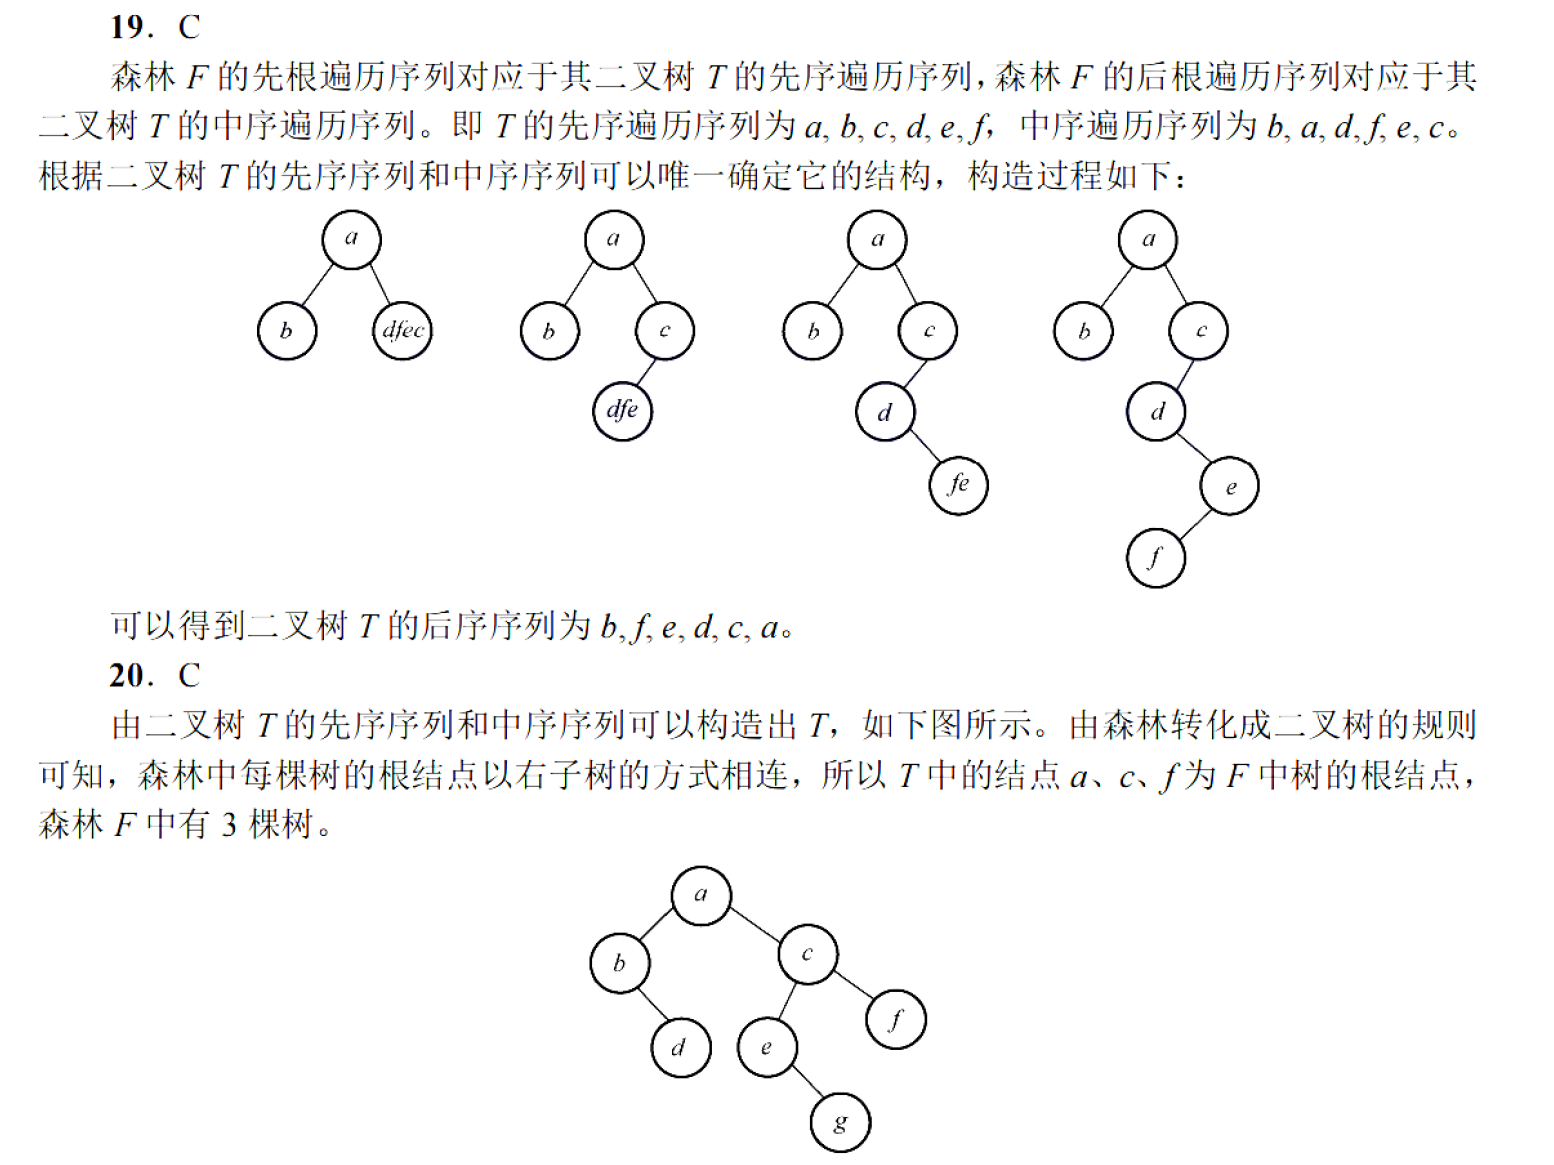 19．C
森林 F 的先根遍历序列对应于其二叉树 T 的先序遍历序列，森林 F 的后根遍历序列对应于其
二叉树 T 的中序遍历序列。即 T 的先序遍历序列为 a, b, c, d, e, f，中序遍历序列为 b, a, d, f, e, c。
根据二叉树 T 的先序序列和中序序列可以唯一确定它的结构，构造过程如下：
a a a a
b dfec b c b c b c
dfe d d
fe e
f
可以得到二叉树 T 的后序序列为 b, f, e, d, c, a。
20．C
由二叉树 T 的先序序列和中序序列可以构造出 T，如下图所示。由森林转化成二叉树的规则
可知，森林中每棵树的根结点以右子树的方式相连，所以 T 中的结点 a、c、f 为 F 中树的根结点，
森林 F 中有 3 棵树。
a
b c
d e f
g